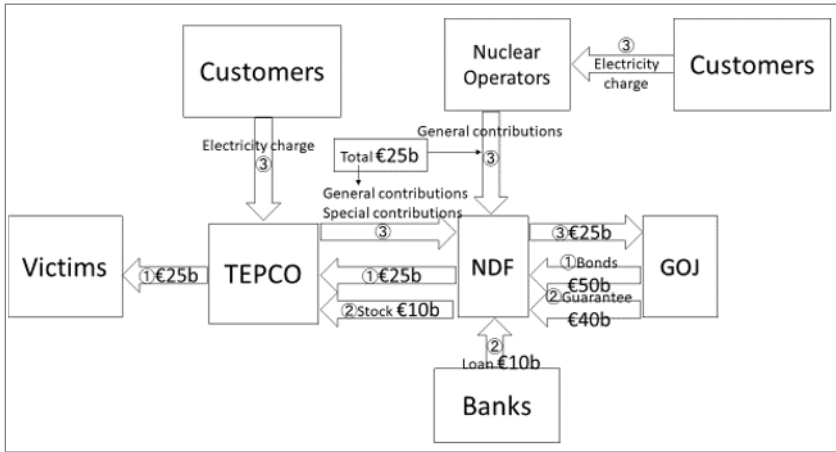 Customers
Nuclear
Operators
③
Electricity
charge
Customers
Electricity charge
③
General contributions
Total €25b
③
General contributions
Special contributions
Victims
①€25b
TEPCO
③
①€25b
②Stock €10b
NDF
③€25b
①Bonds
€50b
②Guarantee
€40b
GOJ
②
Loan €10b
Banks